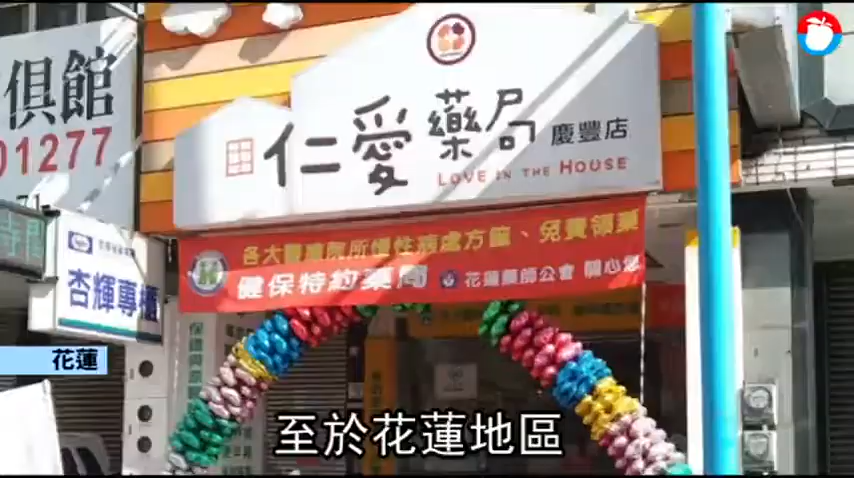 俱館
01277
仁愛藥局 慶豐店
LOVE IN THE HOUSE
各大醫療院所慢性病處方箋、免費領藥
健保特約藥局 花蓮藥師公會 關心您
杏輝專櫃
花蓮
至於花蓮地區